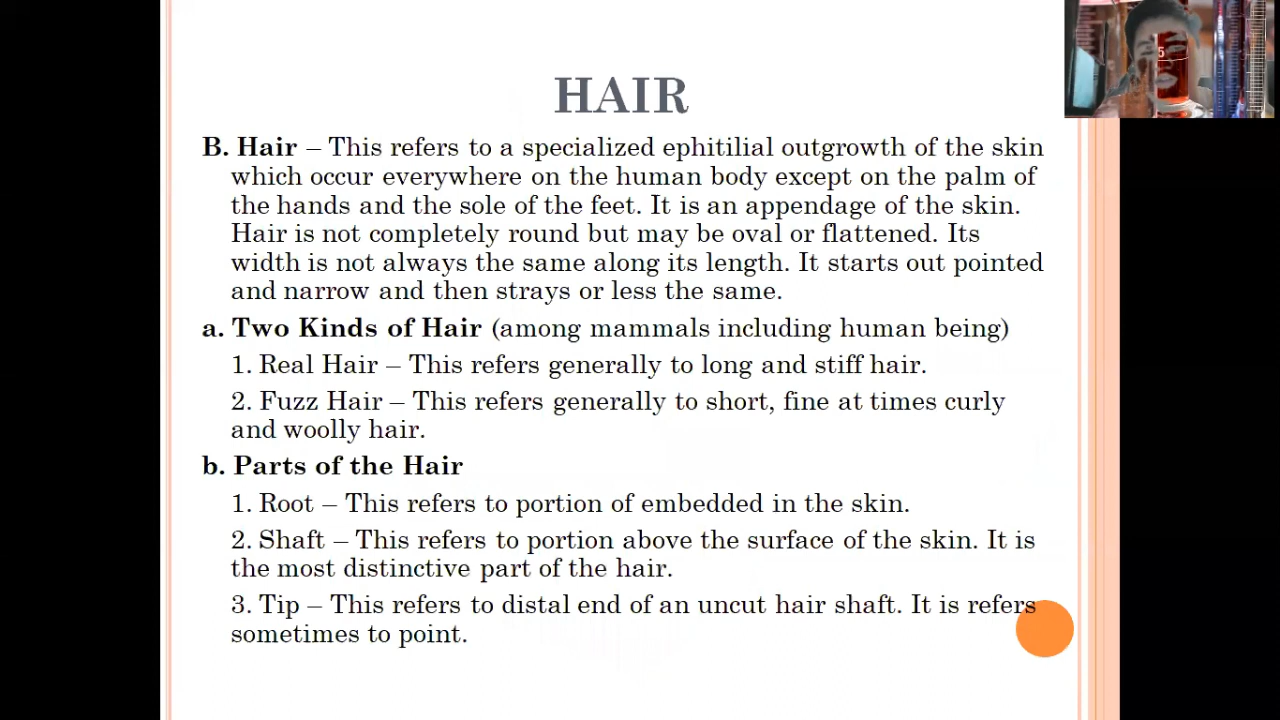 HAIR
B. Hair – This refers to a specialized ephitilial outgrowth of the skin
which occur everywhere on the human body except on the palm of
the hands and the sole of the feet. It is an appendage of the skin.
Hair is not completely round but may be oval or flattened. Its
width is not always the same along its length. It starts out pointed
and narrow and then strays or less the same.
a. Two Kinds of Hair (among mammals including human being)
1. Real Hair – This refers generally to long and stiff hair.
2. Fuzz Hair – This refers generally to short, fine at times curly
and woolly hair.
b. Parts of the Hair
1. Root – This refers to portion of embedded in the skin.
2. Shaft – This refers to portion above the surface of the skin. It is
the most distinctive part of the hair.
3. Tip – This refers to distal end of an uncut hair shaft. It is refers
sometimes to point.